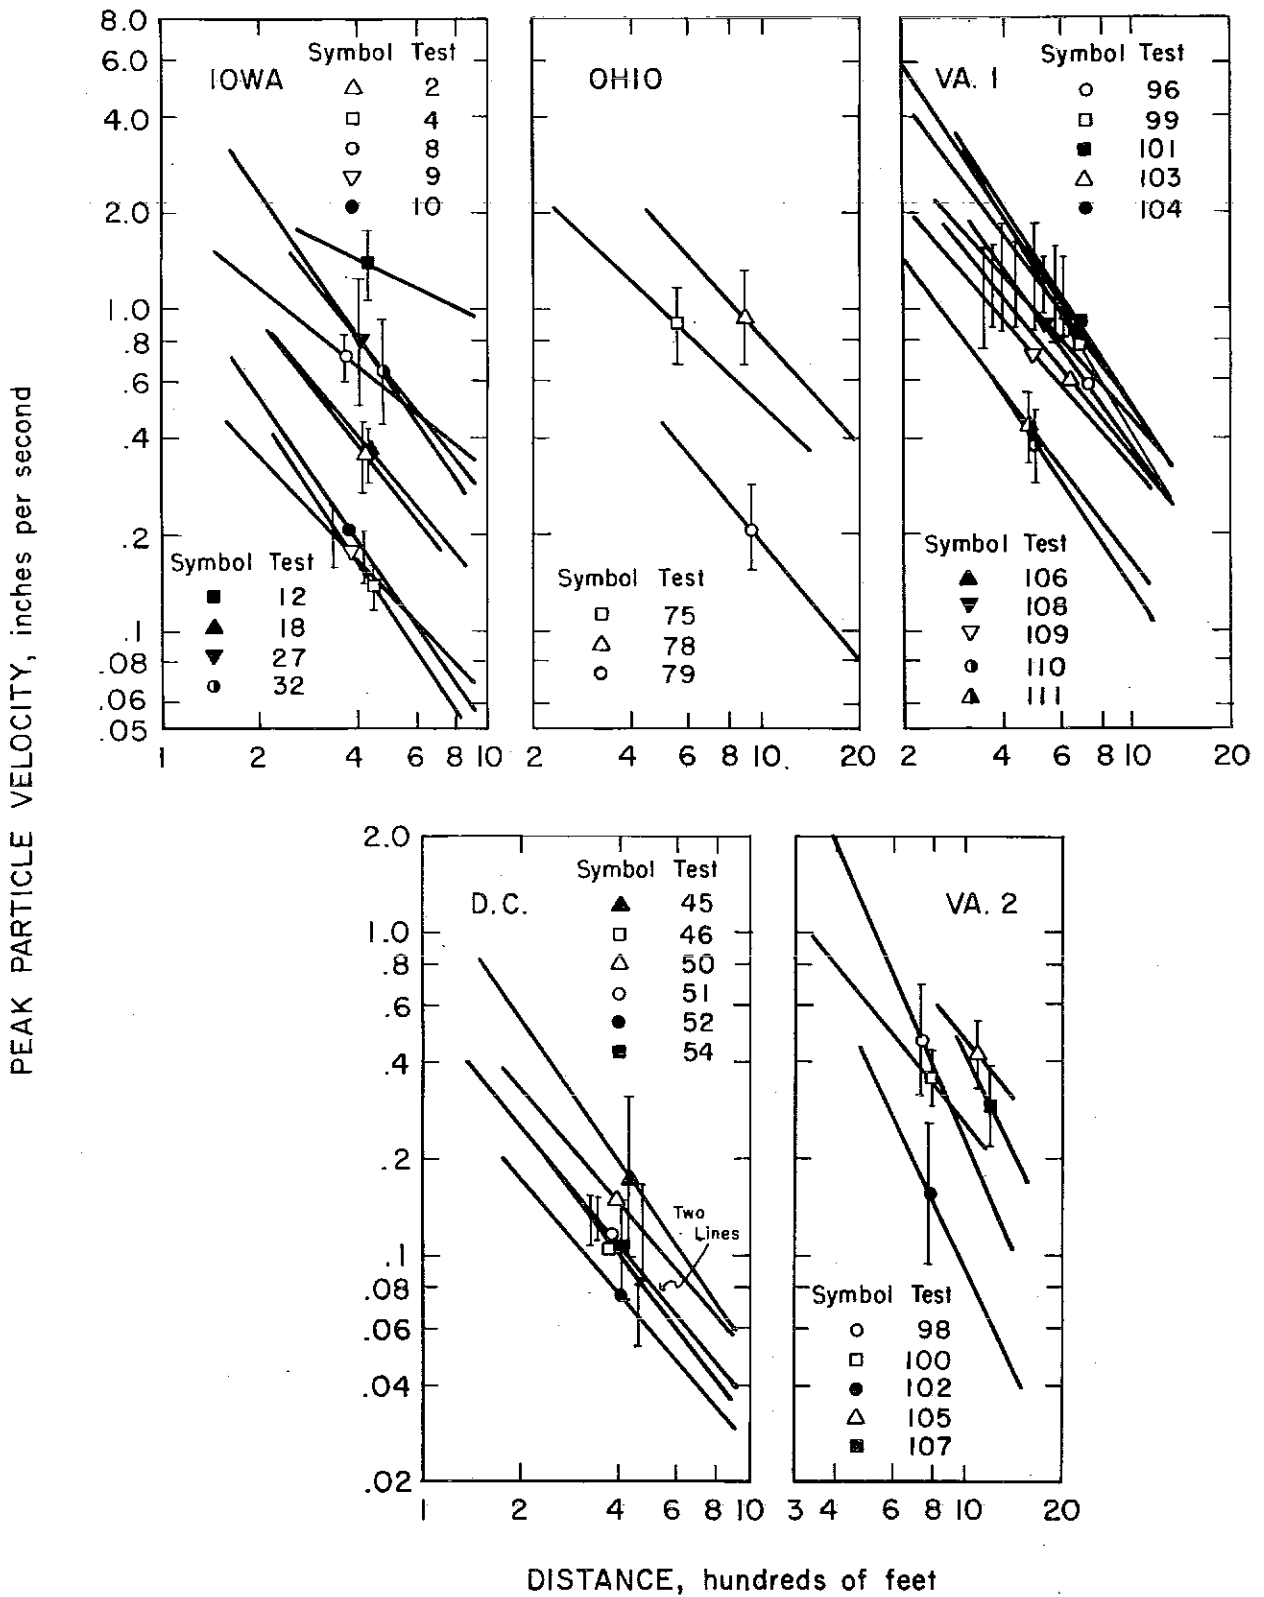 PEAK PARTICLE VELOCITY, inches per second
8.0
6.0
4.0
2.0
1.0
.8
.6
.4
.2
.1
.08
.06
.05
IOWA
Symbol Test
2
4
8
9
10
Symbol Test
12
18
27
32
1 2 4 6 8 10
OHIO
Symbol Test
75
78
79
2 4 6 10 20
VA. 1
Symbol Test
96
99
101
103
104
Symbol Test
106
108
109
110
111
2 4 6 8 10 20
2.0
1.0
.8
.6
.4
.2
.1
.08
.06
.04
.02
D.C.
Symbol Test
45
46
50
51
52
54
Two
Lines
1 2 4 6 8 10
VA. 2
Symbol Test
98
100
102
105
107
3 4 6 8 10 20
DISTANCE, hundreds of feet